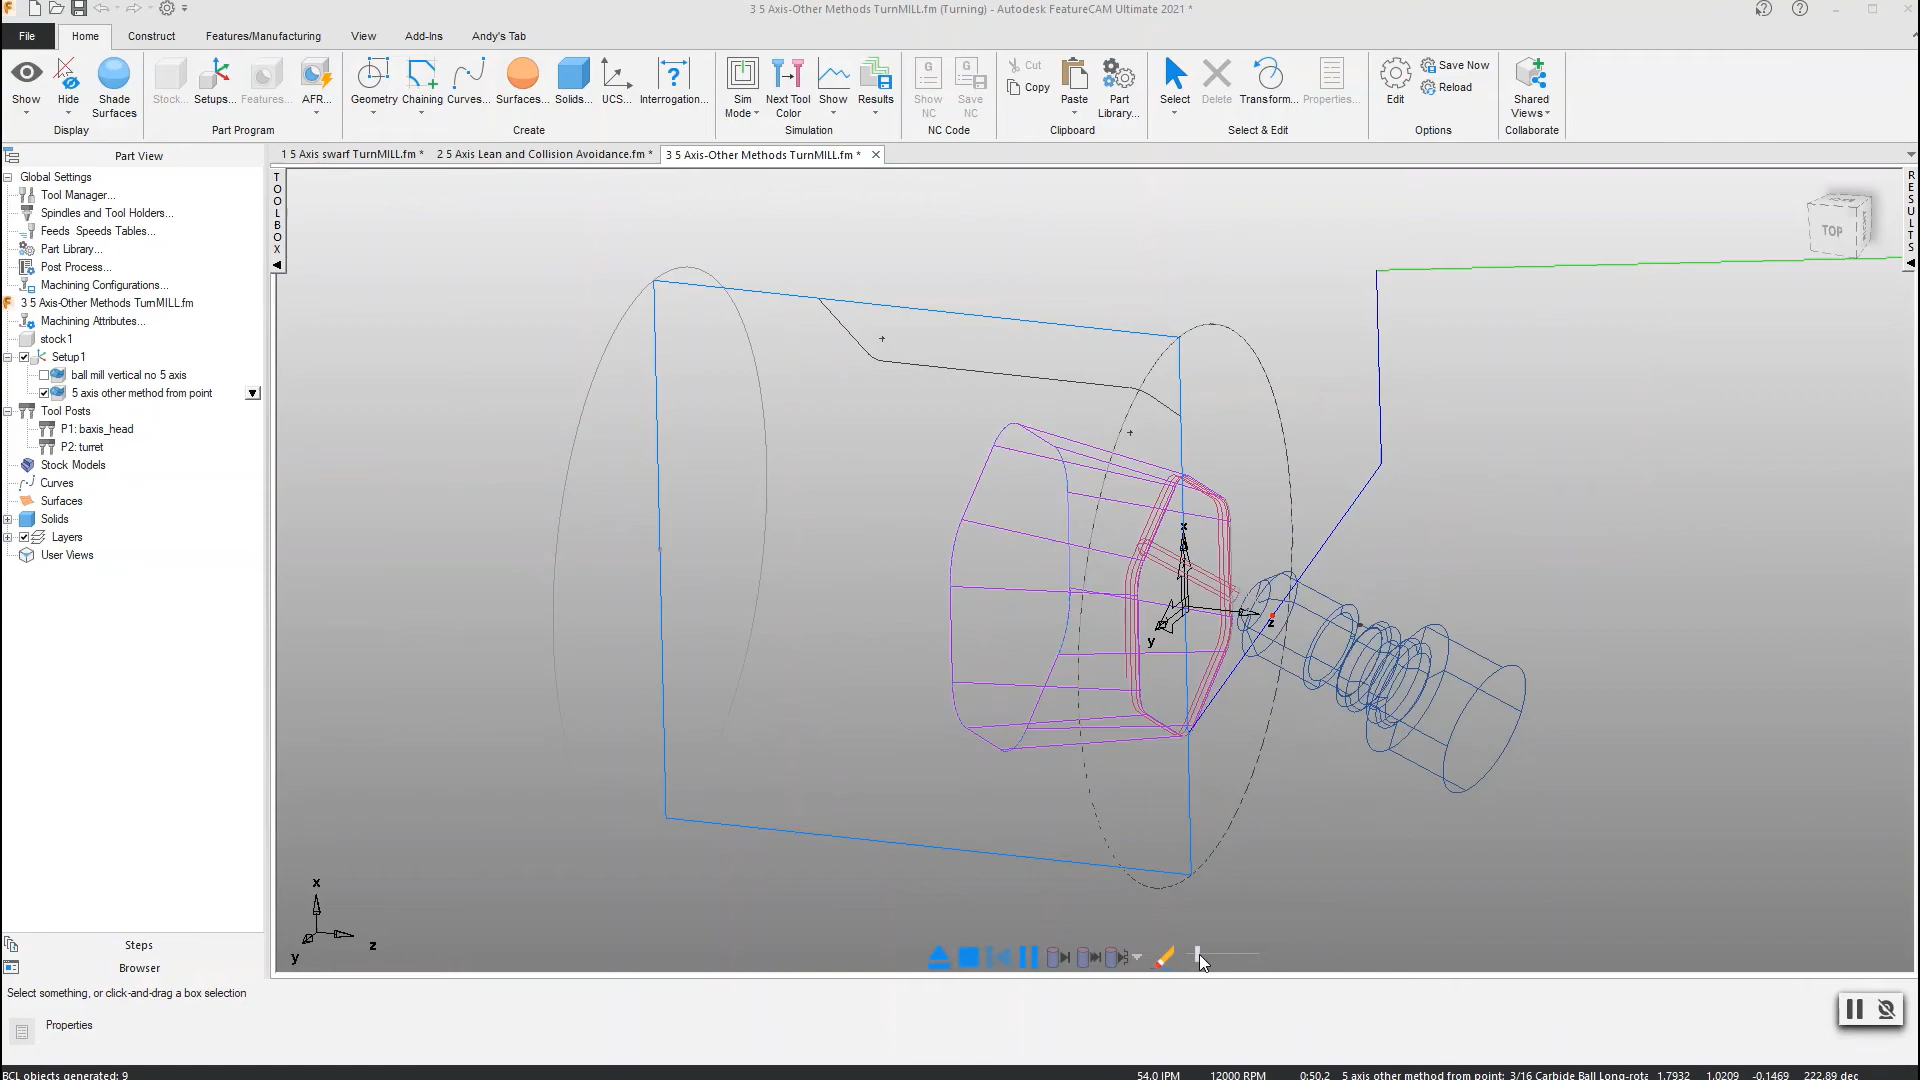 3 5 Axis-Other Methods TurnMILL.fm (Turning) - Autodesk FeatureCAM Ultimate 2021 *
File Home Construct Features/Manufacturing View Add-Ins Andy's Tab
Show Hide Shade Surfaces
Display
Stock... Setups... Features... AFR...
Part Program
Geometry Chaining Curves... Surfaces... Solids... UCS... Interrogation...
Create
Sim Mode Next Tool Color Show Results
Simulation
Show NC Save NC
NC Code
Cut
Copy
Paste Part Library...
Clipboard
Select Delete Transform... Properties...
Select & Edit
Edit
Save Now
Reload
Options
Shared Views
Collaborate
Part View
1 5 Axis swarf TurnMILL.fm * 2 5 Axis Lean and Collision Avoidance.fm * 3 5 Axis-Other Methods TurnMILL.fm *
TOOLBOX
RESULTS
TOP
Global Settings
Tool Manager...
Spindles and Tool Holders...
Feeds Speeds Tables...
Part Library...
Post Process...
Machining Configurations...
3 5 Axis-Other Methods TurnMILL.fm
Machining Attributes...
stock1
Setup1
ball mill vertical no 5 axis
5 axis other method from point
Tool Posts
P1: baxis_head
P2: turret
Stock Models
Curves
Surfaces
Solids
Layers
User Views
x
y
z
x
y
z
Steps
Browser
Select something, or click-and-drag a box selection
Properties
BCL objects generated: 9 54.0 IPM 12000 RPM 0:50.2 5 axis other method from point: 3/16 Carbide Ball Long-rota 1.7932 1.0209 -0.1469 222.89 dec